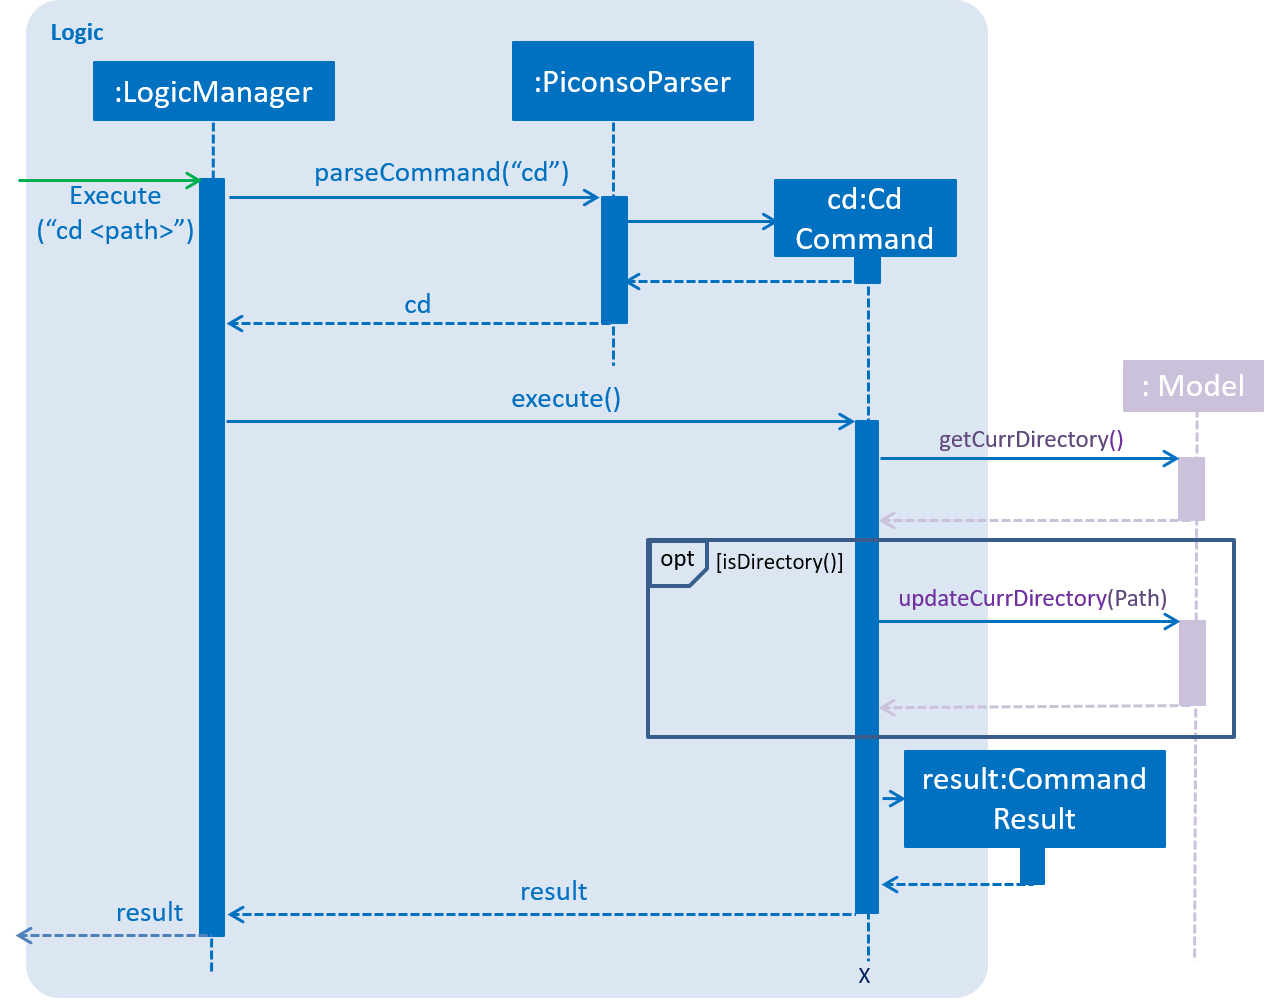 Logic
:LogicManager
:PiconsoParser
parseCommand(“cd”)
Execute
(“cd <path>”)
cd:Cd
Command
cd
: Model
execute()
getCurrDirectory()
opt
[isDirectory()]
updateCurrDirectory(Path)
result:Command
Result
result
result
X